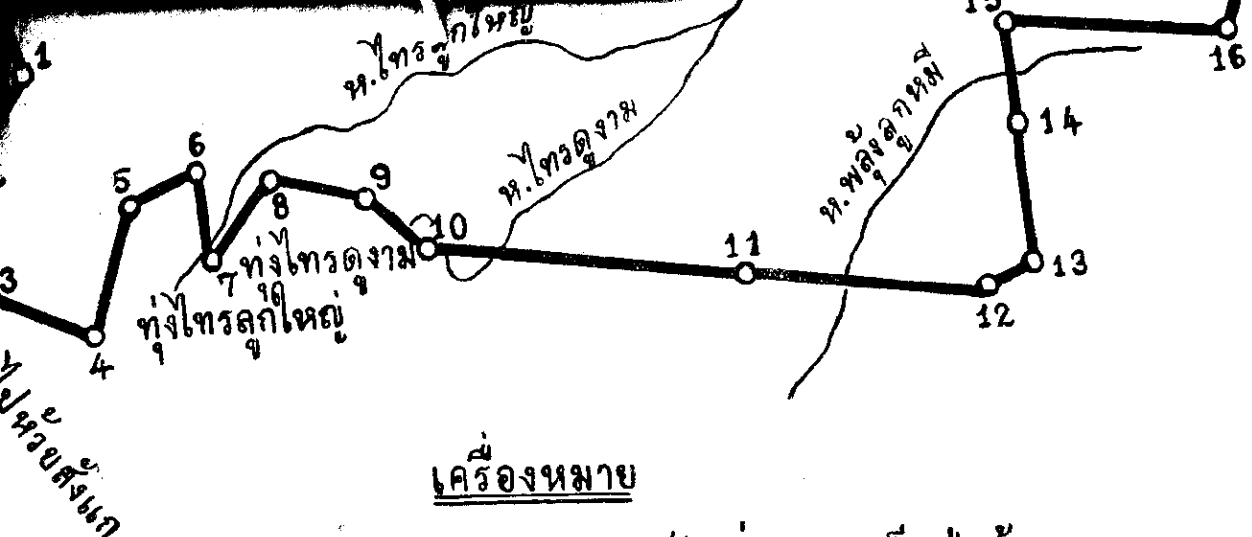 1
ห.ไทรลูกใหญ่
15
16
ห.ไทรดูงาม
ห.พลุ้งลูกหมี
14
6
5
8
9
10
11
13
12
3
4
7
ทุ่งไทรดูงาม
ทุ่งไทรลูกใหญ่
ไปห้วยสังแก
เครื่องหมาย